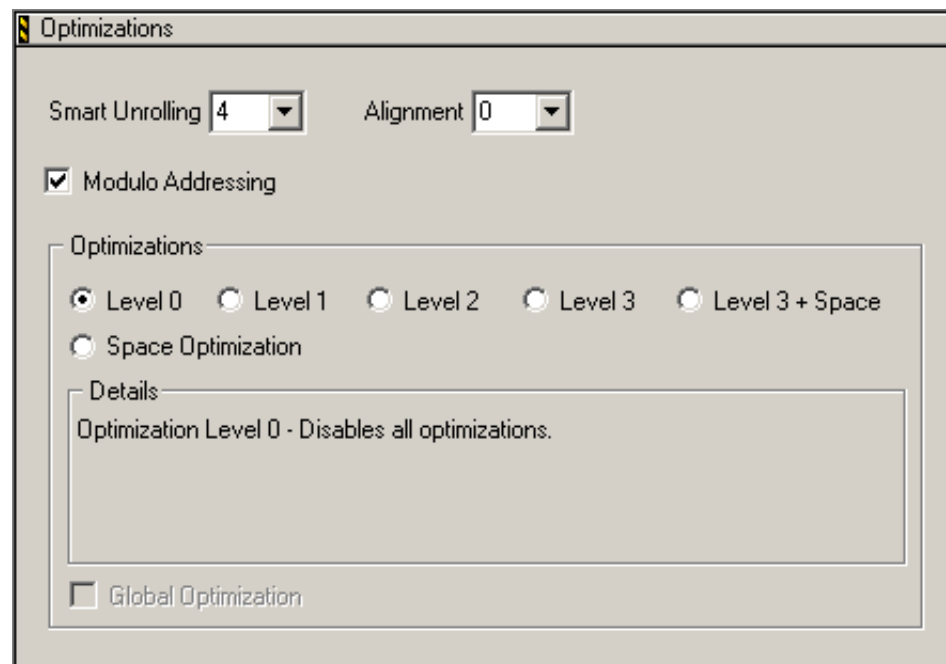 Optimizations
Smart Unrolling 4 Alignment 0
Modulo Addressing
Optimizations
Level 0 Level 1 Level 2 Level 3 Level 3 + Space
Space Optimization
Details
Optimization Level 0 - Disables all optimizations.
Global Optimization